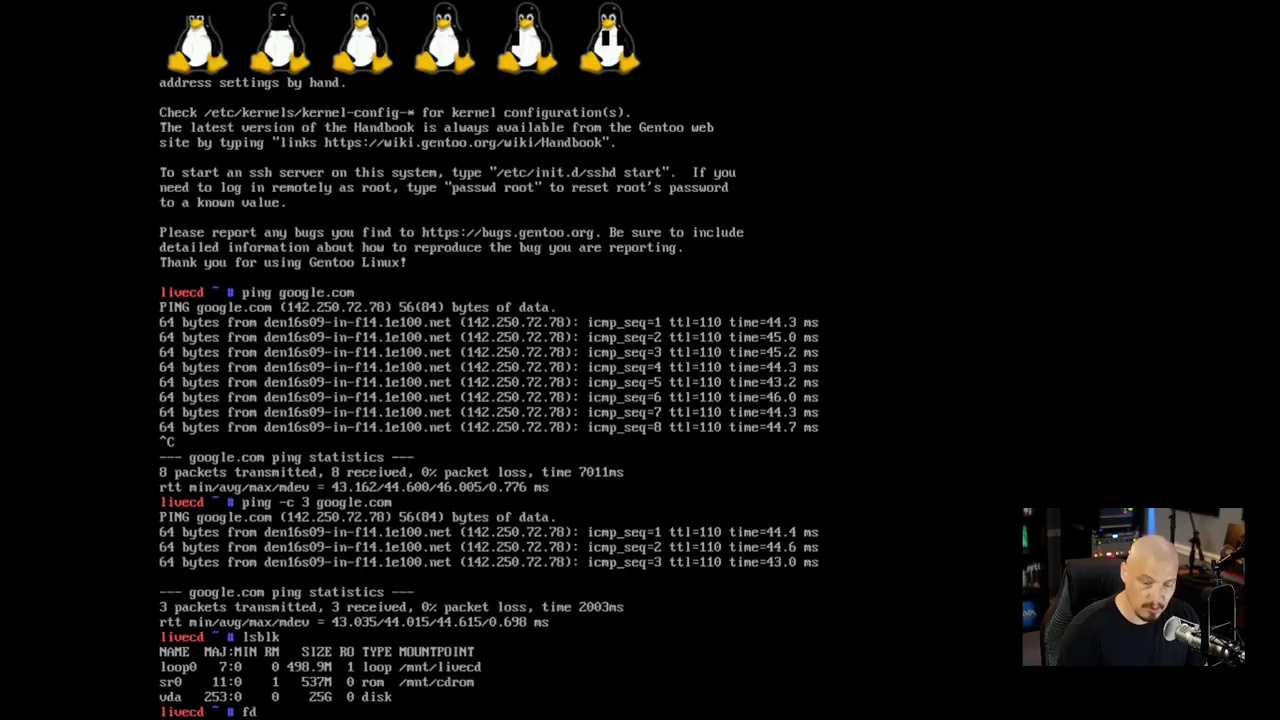 address settings by hand.
Check /etc/kernels/kernel-config-* for kernel configuration(s).
The latest version of the Handbook is always available from the Gentoo web
site by typing "links https://wiki.gentoo.org/wiki/Handbook".
To start an ssh server on this system, type "/etc/init.d/sshd start".  If you
need to log in remotely as root, type "passwd root" to reset root's password
to a known value.
Please report any bugs you find to https://bugs.gentoo.org. Be sure to include
detailed information about how to reproduce the bug you are reporting.
Thank you for using Gentoo Linux!
livecd ~ # ping google.com
PING google.com (142.250.72.78) 56(84) bytes of data.
64 bytes from den16s09-in-f14.1e100.net (142.250.72.78): icmp_seq=1 ttl=110 time=44.3 ms
64 bytes from den16s09-in-f14.1e100.net (142.250.72.78): icmp_seq=2 ttl=110 time=45.0 ms
64 bytes from den16s09-in-f14.1e100.net (142.250.72.78): icmp_seq=3 ttl=110 time=45.2 ms
64 bytes from den16s09-in-f14.1e100.net (142.250.72.78): icmp_seq=4 ttl=110 time=44.3 ms
64 bytes from den16s09-in-f14.1e100.net (142.250.72.78): icmp_seq=5 ttl=110 time=43.2 ms
64 bytes from den16s09-in-f14.1e100.net (142.250.72.78): icmp_seq=6 ttl=110 time=46.0 ms
64 bytes from den16s09-in-f14.1e100.net (142.250.72.78): icmp_seq=7 ttl=110 time=44.3 ms
64 bytes from den16s09-in-f14.1e100.net (142.250.72.78): icmp_seq=8 ttl=110 time=44.7 ms
^C
--- google.com ping statistics ---
8 packets transmitted, 8 received, 0% packet loss, time 7011ms
rtt min/avg/max/mdev = 43.162/44.600/46.005/0.776 ms
livecd ~ # ping -c 3 google.com
PING google.com (142.250.72.78) 56(84) bytes of data.
64 bytes from den16s09-in-f14.1e100.net (142.250.72.78): icmp_seq=1 ttl=110 time=44.4 ms
64 bytes from den16s09-in-f14.1e100.net (142.250.72.78): icmp_seq=2 ttl=110 time=44.6 ms
64 bytes from den16s09-in-f14.1e100.net (142.250.72.78): icmp_seq=3 ttl=110 time=43.0 ms
--- google.com ping statistics ---
3 packets transmitted, 3 received, 0% packet loss, time 2003ms
rtt min/avg/max/mdev = 43.035/44.015/44.615/0.698 ms
livecd ~ # lsblk
NAME  MAJ:MIN RM   SIZE RO TYPE MOUNTPOINT
loop0   7:0    0 498.9M  1 loop /mnt/livecd
sr0    11:0    1   537M  0 rom  /mnt/cdrom
vda   253:0    0    25G  0 disk
livecd ~ # fd